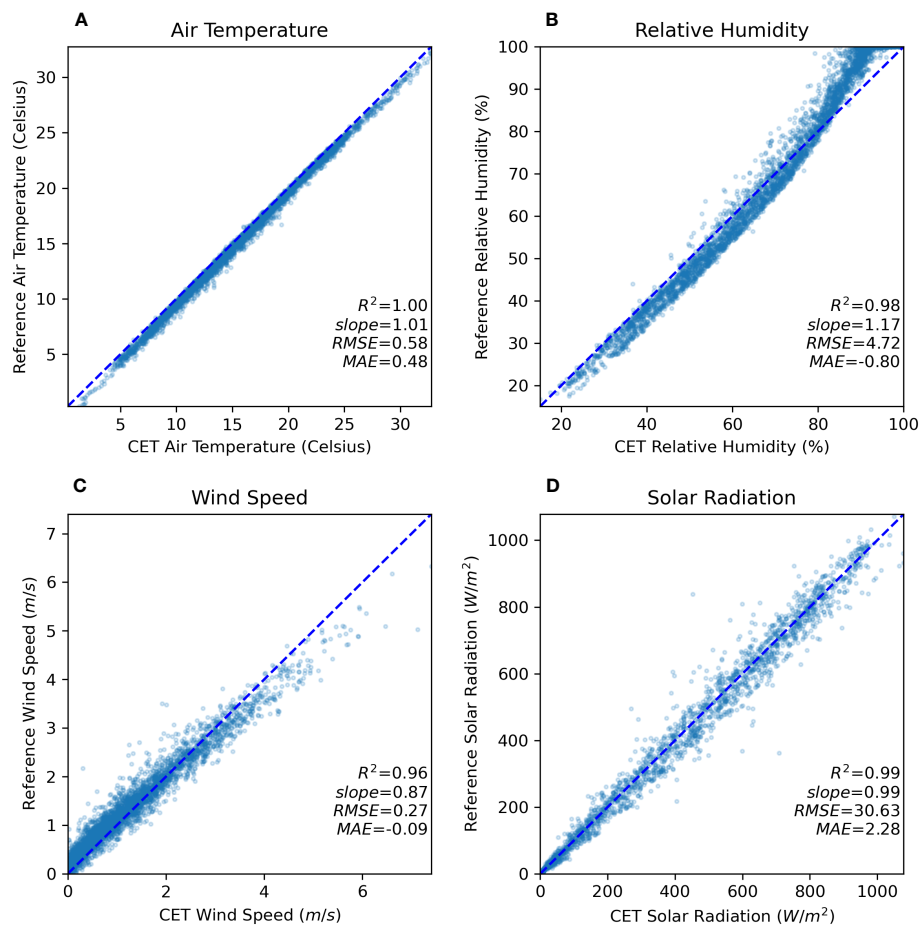 A
Air Temperature
Reference Air Temperature (Celsius)
30
25
20
15
10
5
R²=1.00
slope=1.01
RMSE=0.58
MAE=0.48
5 10 15 20 25 30
CET Air Temperature (Celsius)
B
Relative Humidity
Reference Relative Humidity (%)
100
90
80
70
60
50
40
30
20
R²=0.98
slope=1.17
RMSE=4.72
MAE=-0.80
20 40 60 80 100
CET Relative Humidity (%)
C
Wind Speed
Reference Wind Speed (m/s)
7
6
5
4
3
2
1
0
R²=0.96
slope=0.87
RMSE=0.27
MAE=-0.09
0 2 4 6
CET Wind Speed (m/s)
D
Solar Radiation
Reference Solar Radiation (W/m²)
1000
800
600
400
200
0
R²=0.99
slope=0.99
RMSE=30.63
MAE=2.28
0 200 400 600 800 1000
CET Solar Radiation (W/m²)